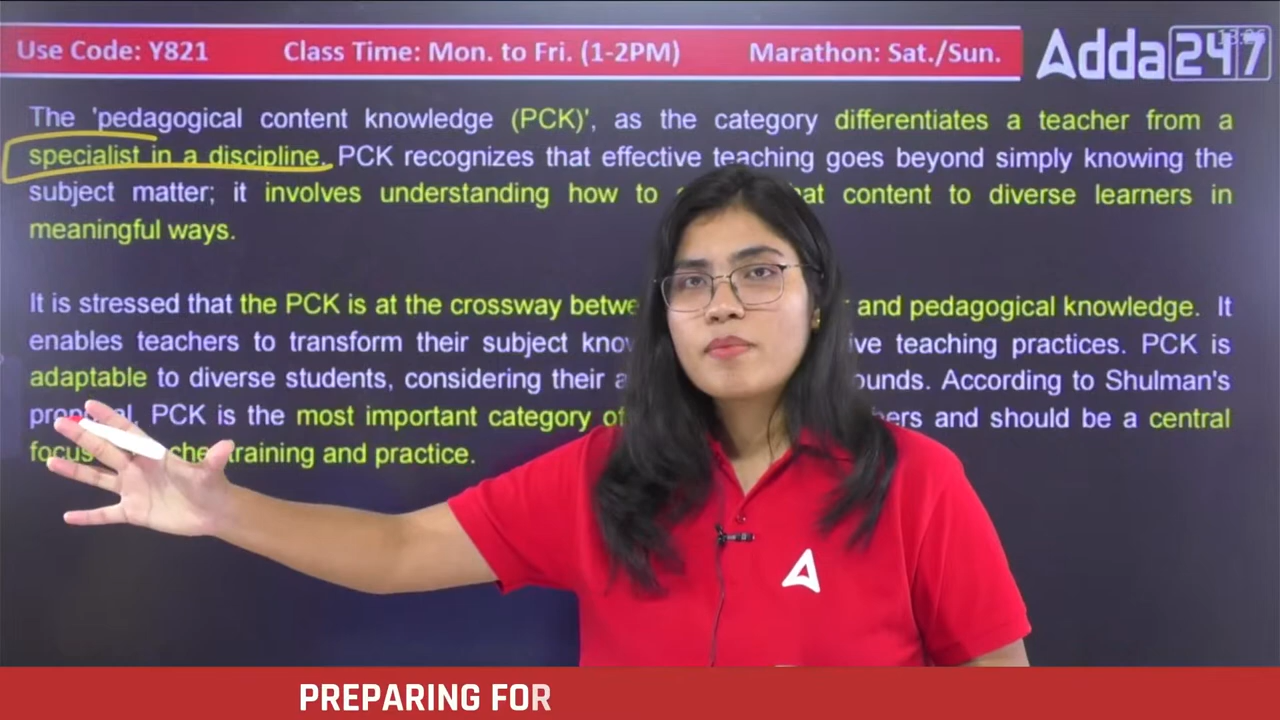 Use Code: Y821 Class Time: Mon. to Fri. (1-2PM) Marathon: Sat./Sun.
Adda247
The 'pedagogical content knowledge (PCK)', as the category differentiates a teacher from a
specialist in a discipline. PCK recognizes that effective teaching goes beyond simply knowing the
subject matter; it involves understanding how to content to diverse learners in
meaningful ways.
It is stressed that the PCK is at the crossway and pedagogical knowledge. It
enables teachers to transform their subject teaching practices. PCK is
adaptable to diverse students, considering their According to Shulman's
PCK is the most important category of and should be a central
training and practice.
PREPARING FOR